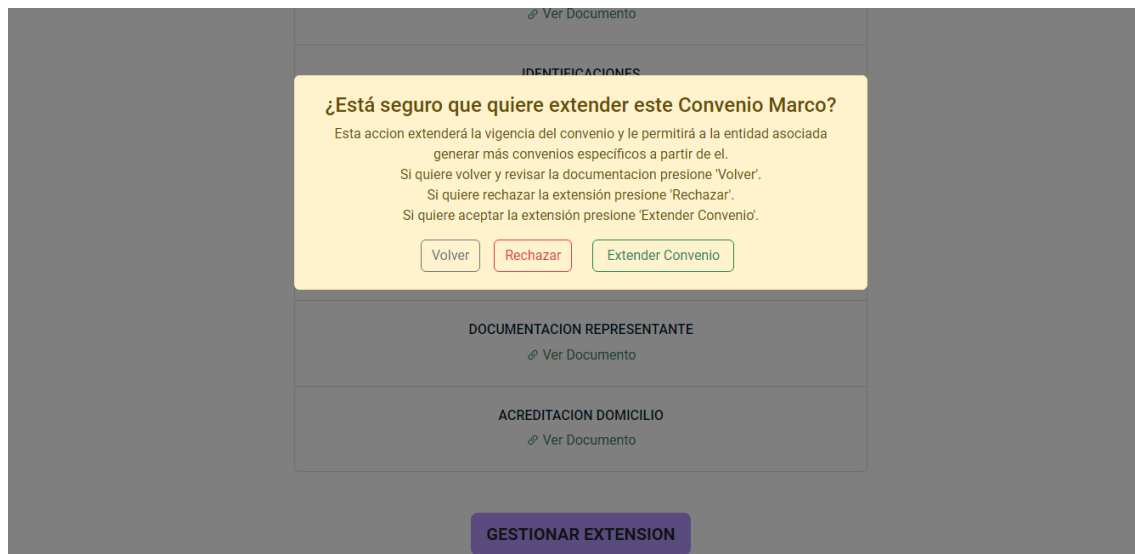 Ver Documento
IDENTIFICACIONES
¿Está seguro que quiere extender este Convenio Marco?
Esta accion extenderá la vigencia del convenio y le permitirá a la entidad asociada
generar más convenios específicos a partir de el.
Si quiere volver y revisar la documentacion presione 'Volver'.
Si quiere rechazar la extensión presione 'Rechazar'.
Si quiere aceptar la extensión presione 'Extender Convenio'.
Volver Rechazar Extender Convenio
DOCUMENTACION REPRESENTANTE
Ver Documento
ACREDITACION DOMICILIO
Ver Documento
GESTIONAR EXTENSION